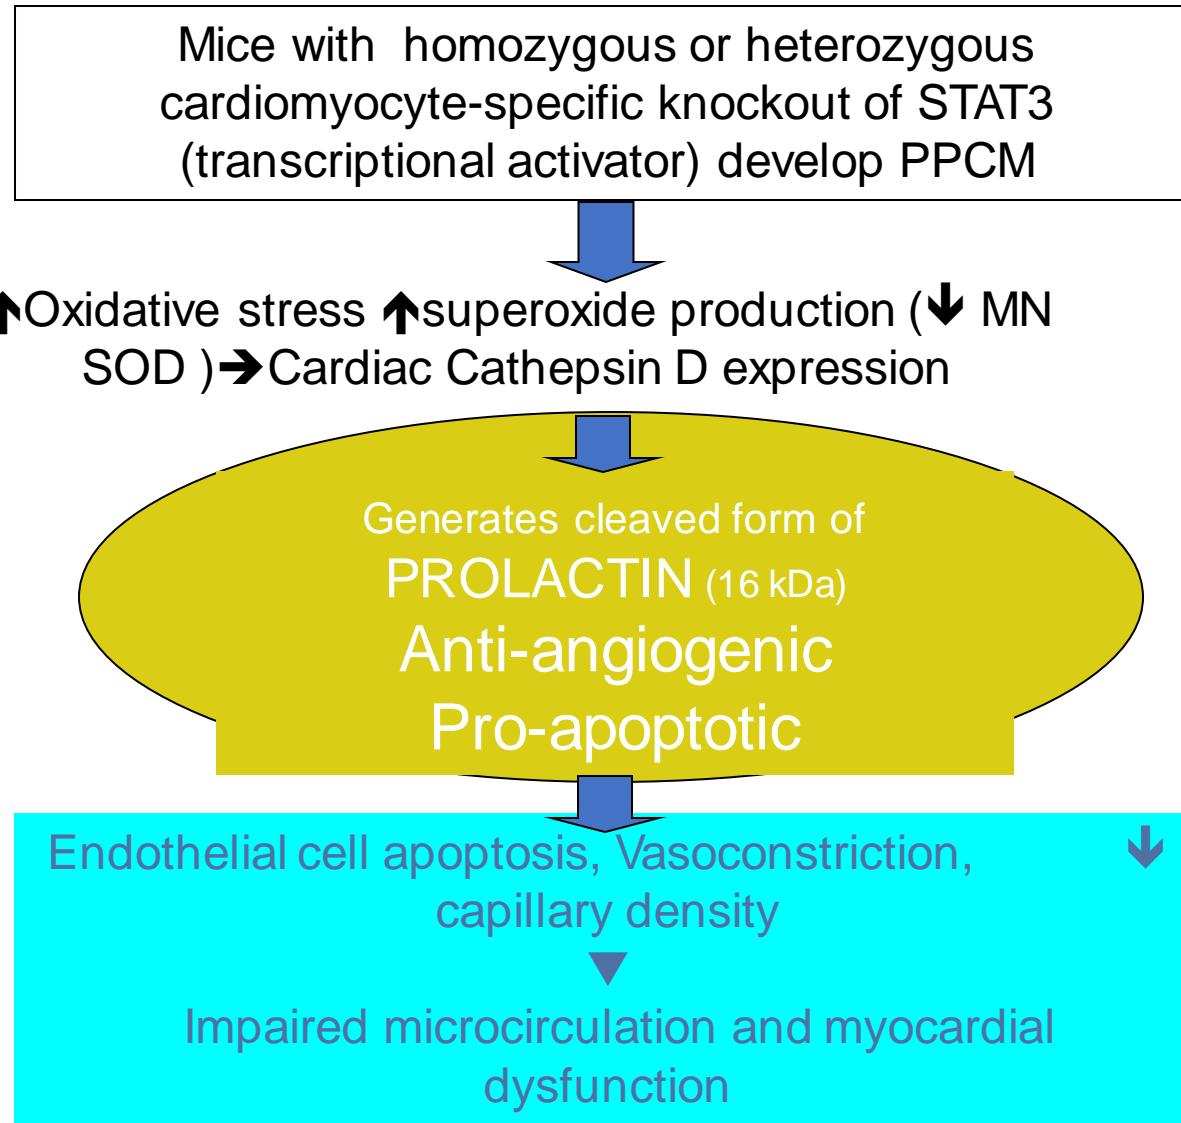 Mice with homozygous or heterozygous
cardiomyocyte-specific knockout of STAT3
(transcriptional activator) develop PPCM
↑Oxidative stress ↑superoxide production (↓ MN
SOD )→Cardiac Cathepsin D expression
Generates cleaved form of
PROLACTIN (16 kDa)
Anti-angiogenic
Pro-apoptotic
Endothelial cell apoptosis, Vasoconstriction, ↓
capillary density
▼
Impaired microcirculation and myocardial
dysfunction